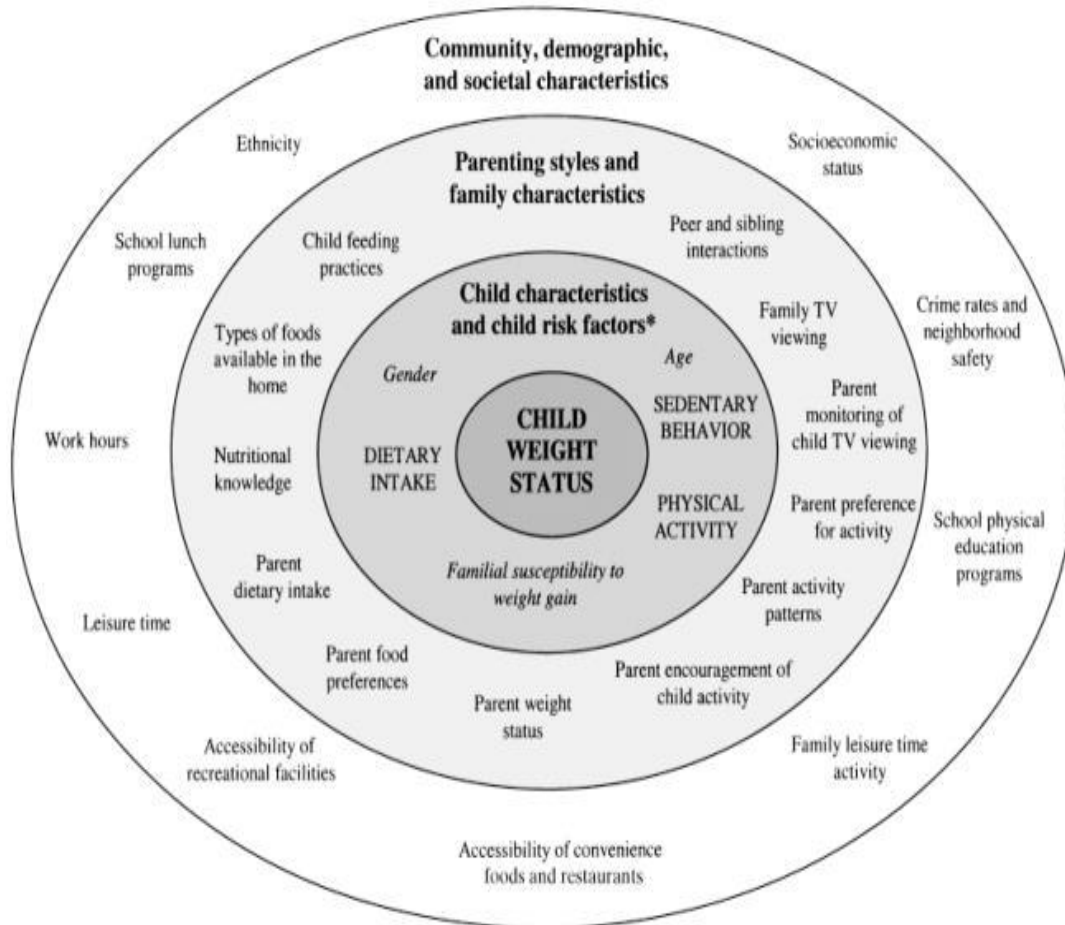 Community, demographic,
and societal characteristics
Ethnicity
Socioeconomic
status
Parenting styles and
family characteristics
School lunch
programs
Child feeding
practices
Peer and sibling
interactions
Child characteristics
and child risk factors*
Types of foods
available in the
home
Family TV
viewing
Crime rates and
neighborhood
safety
Gender
Age
Work hours
Nutritional
knowledge
DIETARY
INTAKE
CHILD
WEIGHT
STATUS
SEDENTARY
BEHAVIOR
Parent
monitoring of
child TV viewing
PHYSICAL
ACTIVITY
Parent preference
for activity
School physical
education
programs
Parent
dietary intake
Familial susceptibility to
weight gain
Parent activity
patterns
Leisure time
Parent food
preferences
Parent weight
status
Parent encouragement of
child activity
Accessibility of
recreational facilities
Family leisure time
activity
Accessibility of convenience
foods and restaurants